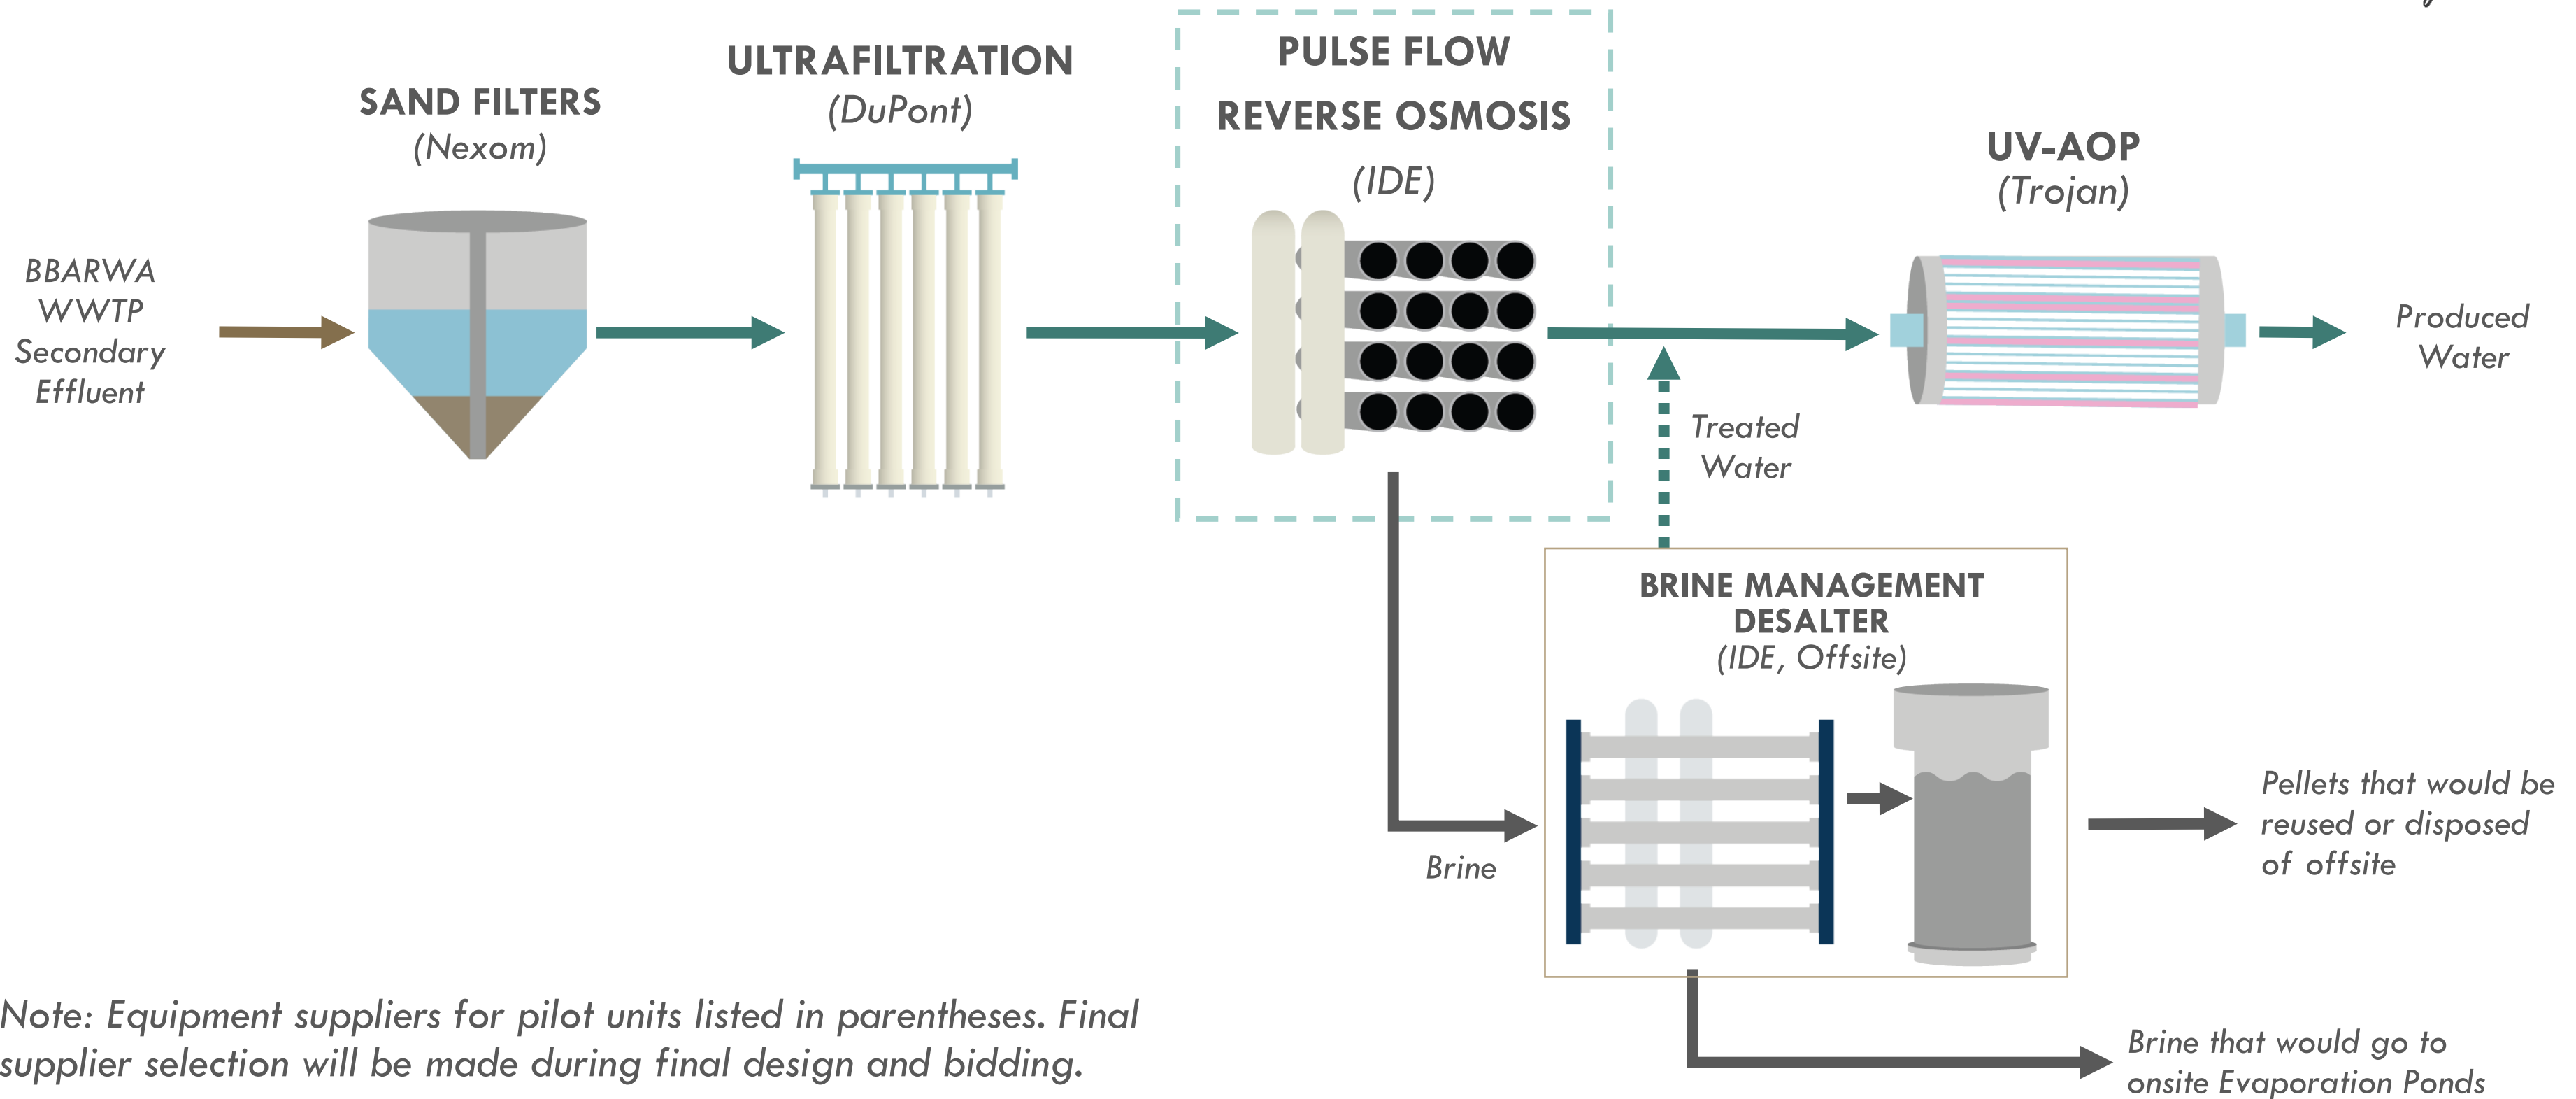 ULTRAFILTRATION
(DuPont)
SAND FILTERS
(Nexom)
PULSE FLOW
REVERSE OSMOSIS
(IDE)
UV-AOP
(Trojan)
BBARWA
WWTP
Secondary
Effluent
Produced
Water
Treated
Water
BRINE MANAGEMENT
DESALTER
(IDE, Offsite)
Brine
Pellets that would be
reused or disposed
of offsite
Brine that would go to
onsite Evaporation Ponds
Note: Equipment suppliers for pilot units listed in parentheses. Final
supplier selection will be made during final design and bidding.